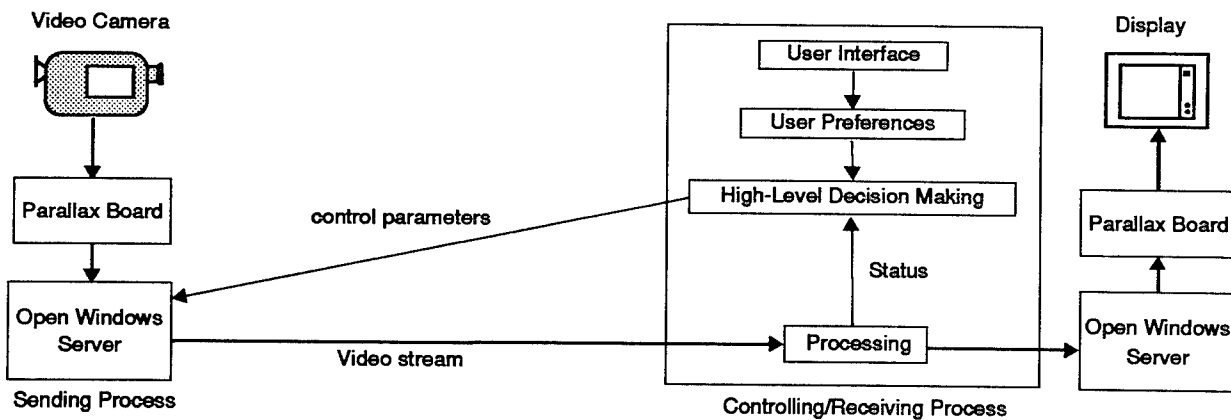 Video Camera
Display
User Interface
User Preferences
High-Level Decision Making
Parallax Board
control parameters
Parallax Board
Status
Open Windows
Server
Processing
Open Windows
Server
Video stream
Sending Process
Controlling/Receiving Process